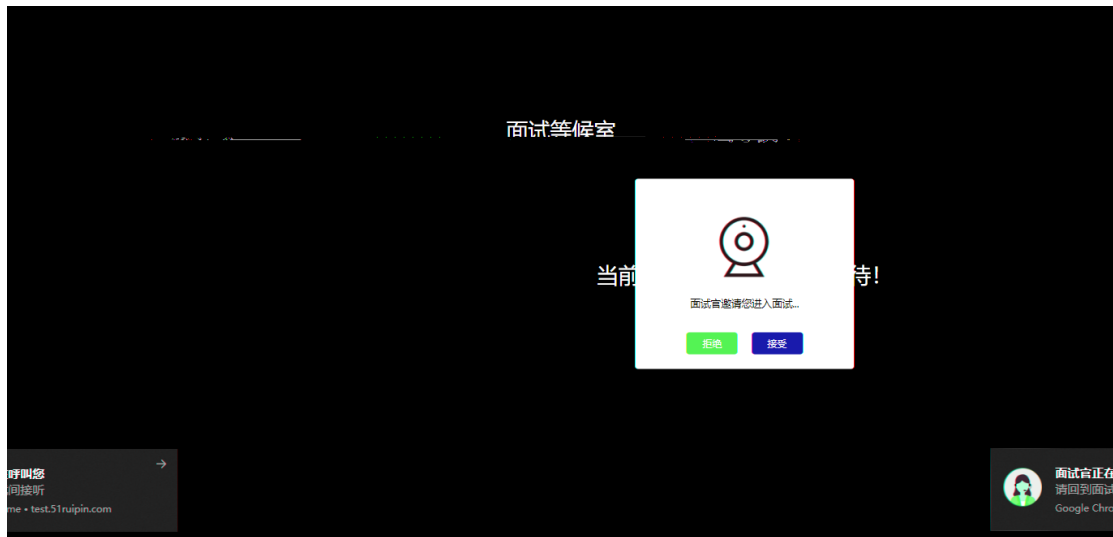 面试等候室
当前
待!
面试官邀请您进入面试...
拒绝
接受
呼叫您
间接听
me • test.51ruipin.com
面试官正在
请回到面试
Google Chro